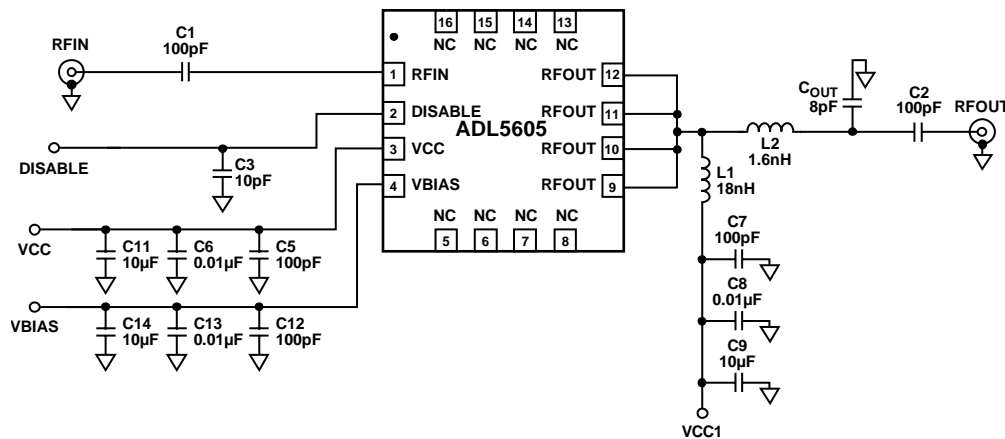 16 15 14 13
NC NC NC NC
RFIN
C1
100pF
1 RFIN
RFOUT 12
DISABLE
C3
10pF
2 DISABLE
RFOUT 11
ADL5605
3 VCC
RFOUT 10
4 VBIAS
RFOUT 9
NC NC NC NC
5 6 7 8
VCC
C11
10µF
C6
0.01µF
C5
100pF
VBIAS
C14
10µF
C13
0.01µF
C12
100pF
L1
18nH
L2
1.6nH
COUT
8pF
C2
100pF
RFOUT
C7
100pF
C8
0.01µF
C9
10µF
VCC1